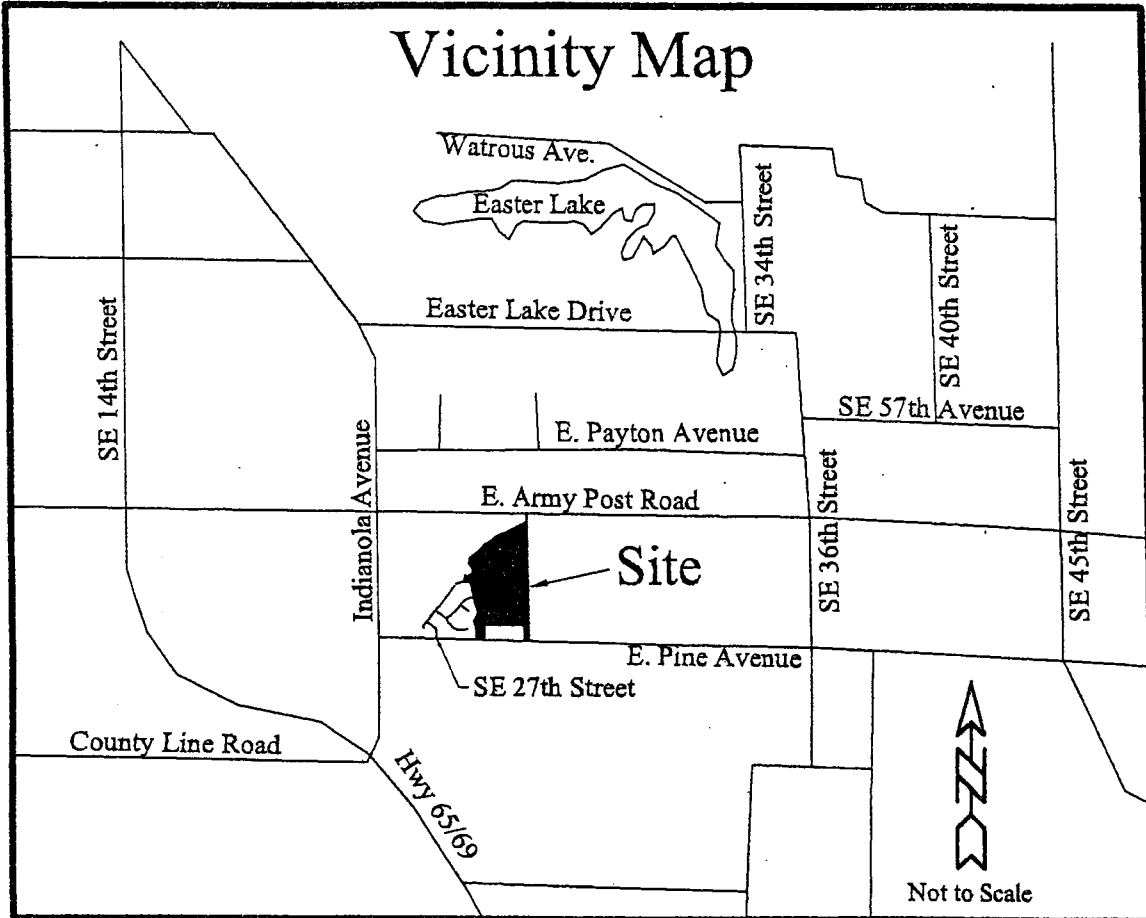 Vicinity Map
Watrous Ave.
Easter Lake
SE 34th Street
SE 40th Street
Easter Lake Drive
SE 14th Street
SE 57th Avenue
E. Payton Avenue
Indianola Avenue
E. Army Post Road
SE 36th Street
SE 45th Street
Site
E. Pine Avenue
SE 27th Street
County Line Road
Hwy 65/69
N
Not to Scale